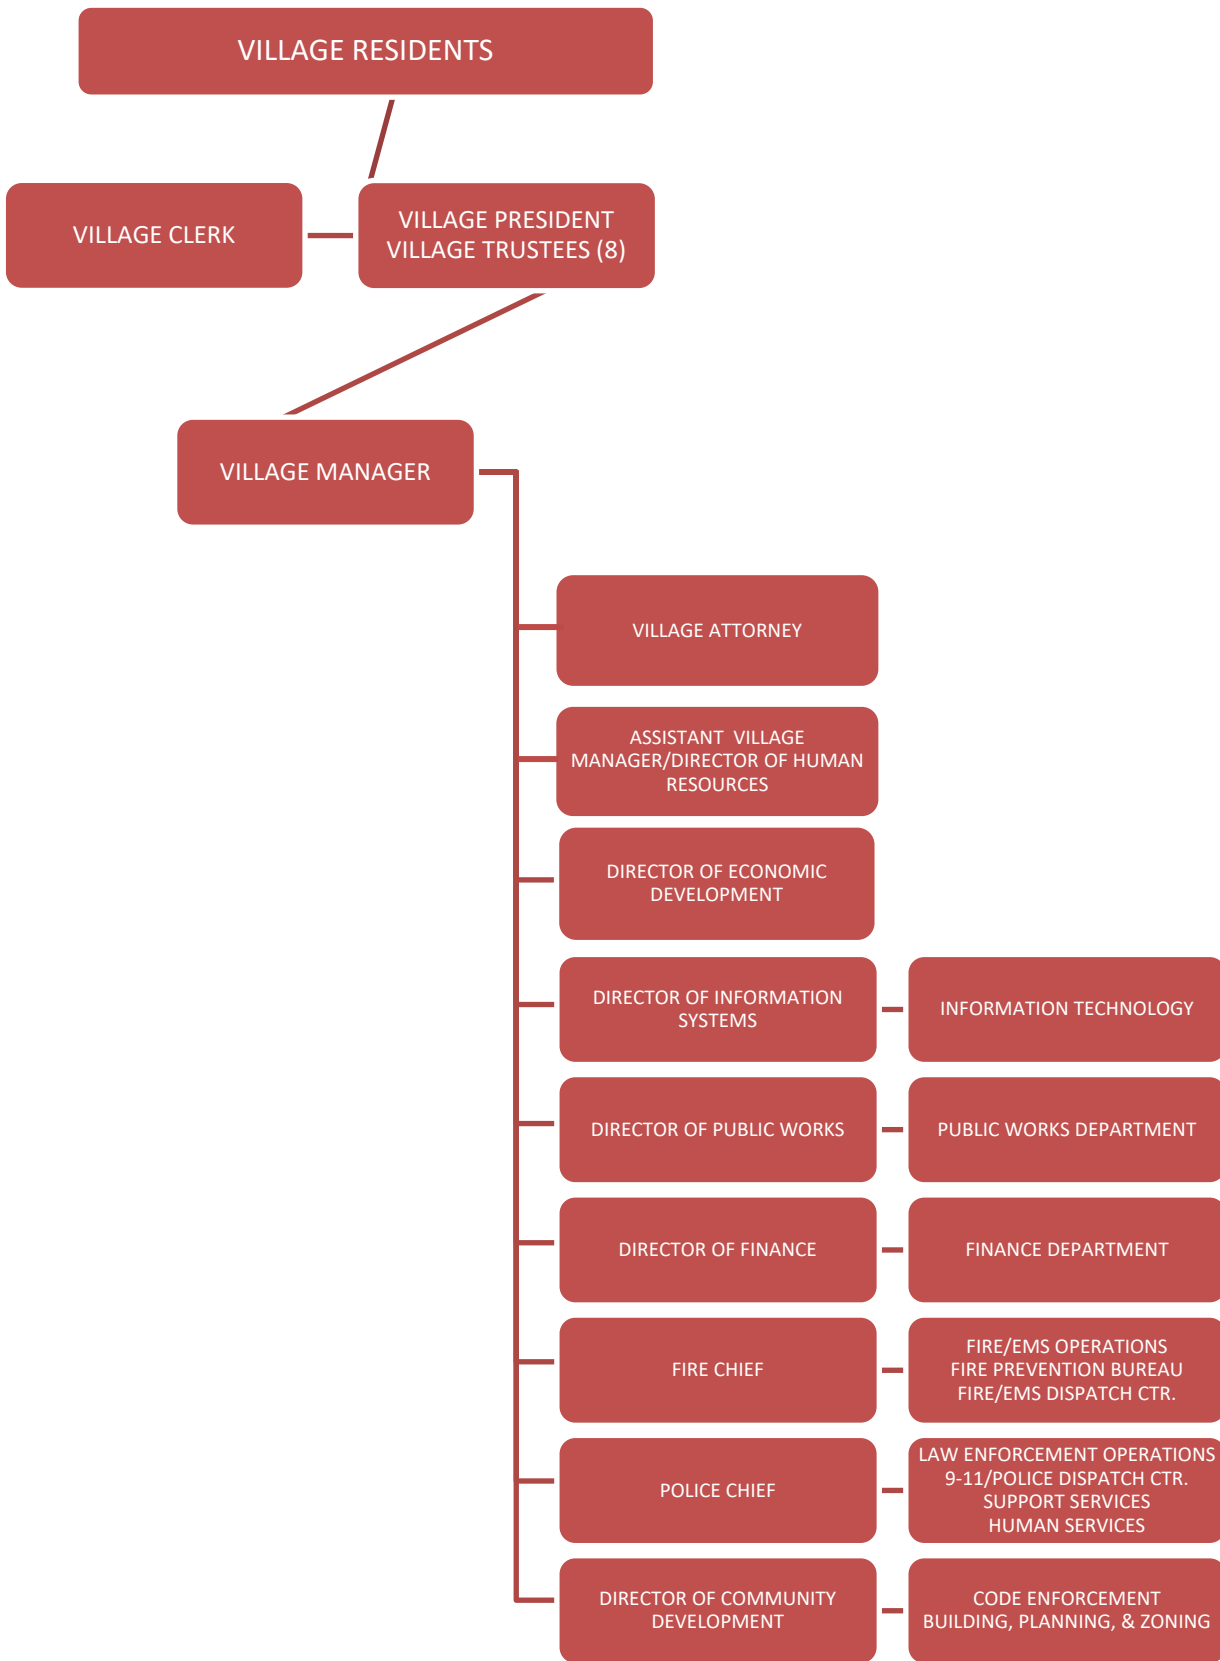 VILLAGE RESIDENTS
VILLAGE CLERK
VILLAGE PRESIDENT
VILLAGE TRUSTEES (8)
VILLAGE MANAGER
VILLAGE ATTORNEY
ASSISTANT  VILLAGE
MANAGER/DIRECTOR OF HUMAN
RESOURCES
DIRECTOR OF ECONOMIC
DEVELOPMENT
DIRECTOR OF INFORMATION
SYSTEMS
INFORMATION TECHNOLOGY
DIRECTOR OF PUBLIC WORKS
PUBLIC WORKS DEPARTMENT
DIRECTOR OF FINANCE
FINANCE DEPARTMENT
FIRE CHIEF
FIRE/EMS OPERATIONS
FIRE PREVENTION BUREAU
FIRE/EMS DISPATCH CTR.
POLICE CHIEF
LAW ENFORCEMENT OPERATIONS
9-11/POLICE DISPATCH CTR.
SUPPORT SERVICES
HUMAN SERVICES
DIRECTOR OF COMMUNITY
DEVELOPMENT
CODE ENFORCEMENT
BUILDING, PLANNING, & ZONING